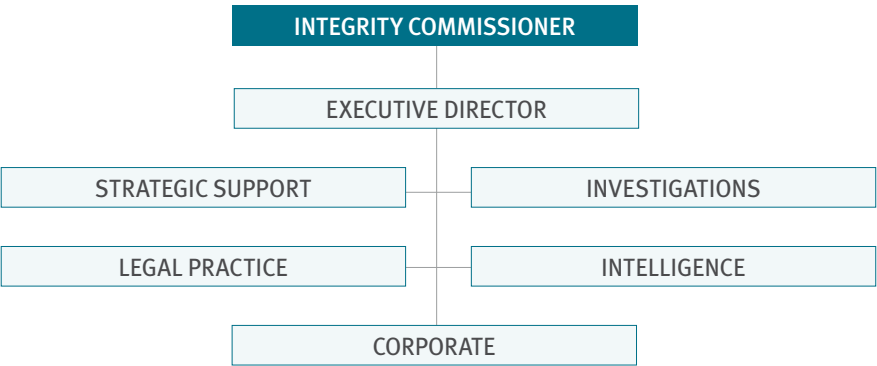 INTEGRITY COMMISSIONER
EXECUTIVE DIRECTOR
STRATEGIC SUPPORT
INVESTIGATIONS
LEGAL PRACTICE
INTELLIGENCE
CORPORATE